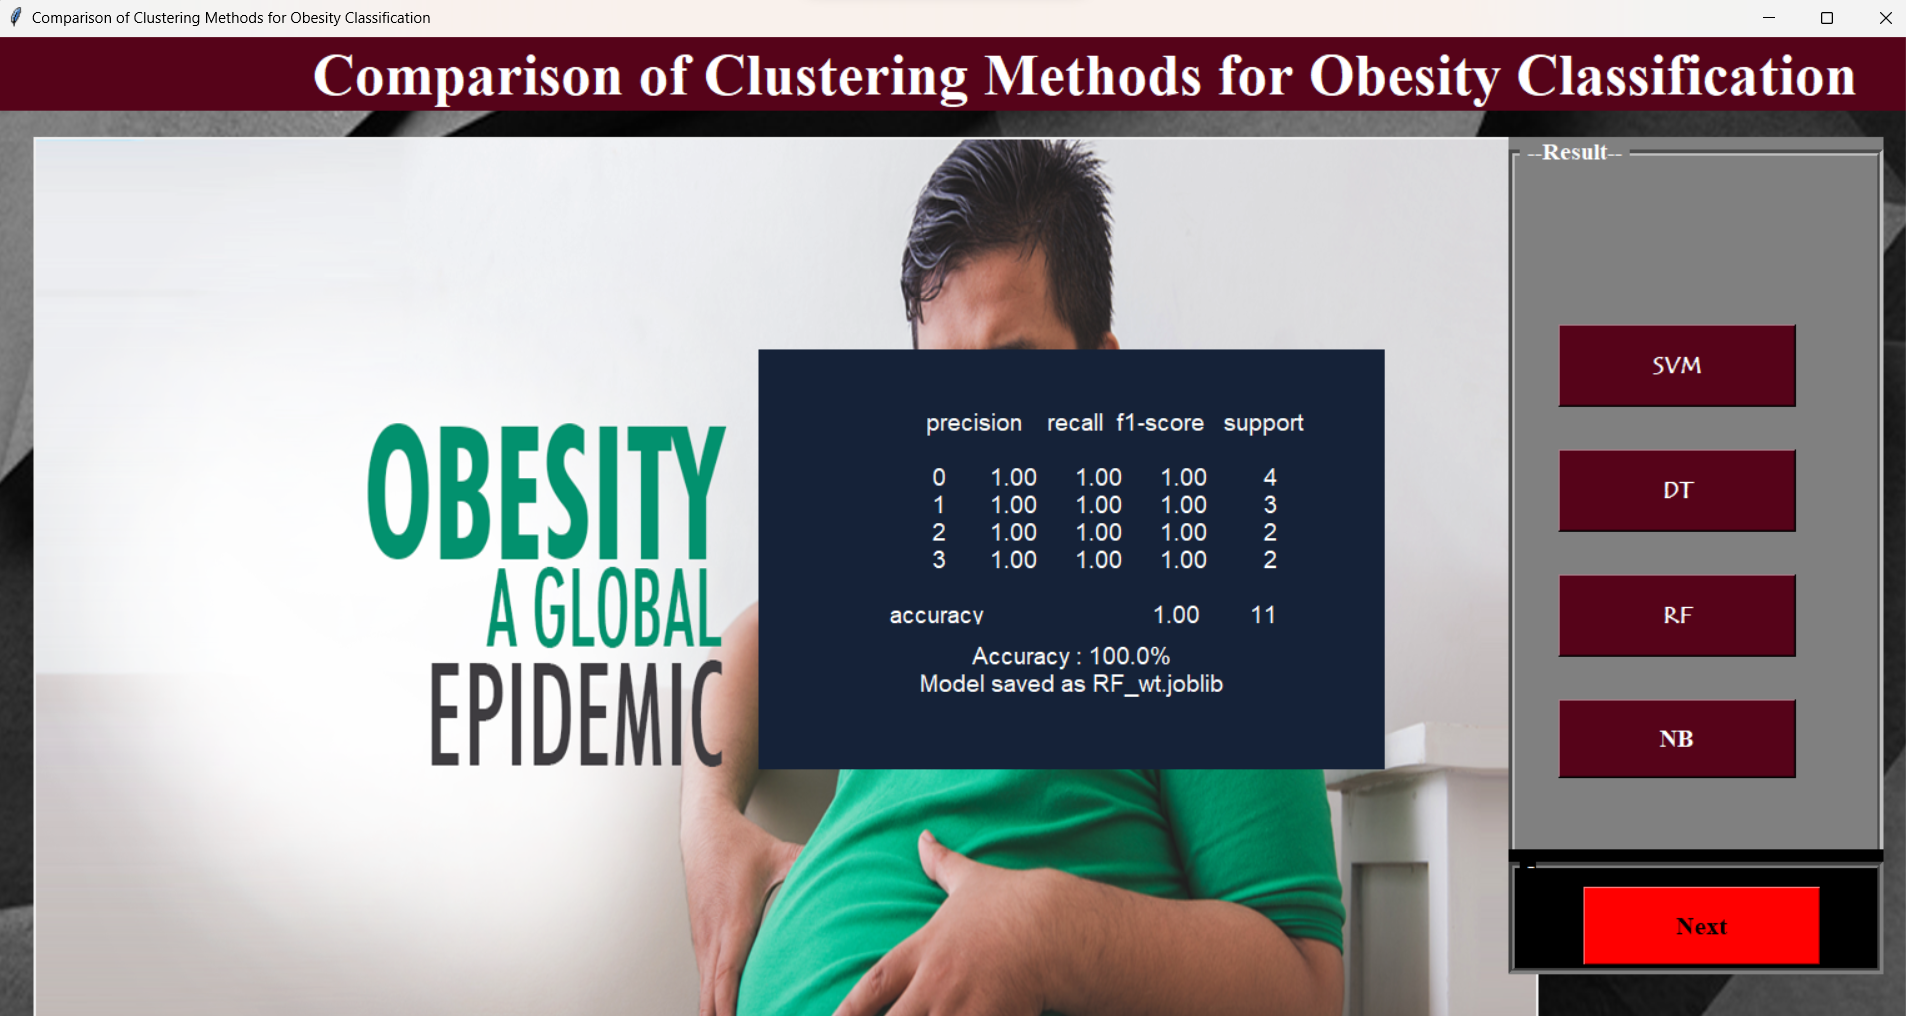 Comparison of Clustering Methods for Obesity Classification
Comparison of Clustering Methods for Obesity Classification
--Result--
OBESITY
A GLOBAL
EPIDEMIC
precision recall f1-score support
0 1.00 1.00 1.00 4
1 1.00 1.00 1.00 3
2 1.00 1.00 1.00 2
3 1.00 1.00 1.00 2
accuracy 1.00 11
Accuracy : 100.0%
Model saved as RF_wt.joblib
SVM
DT
RF
NB
Next